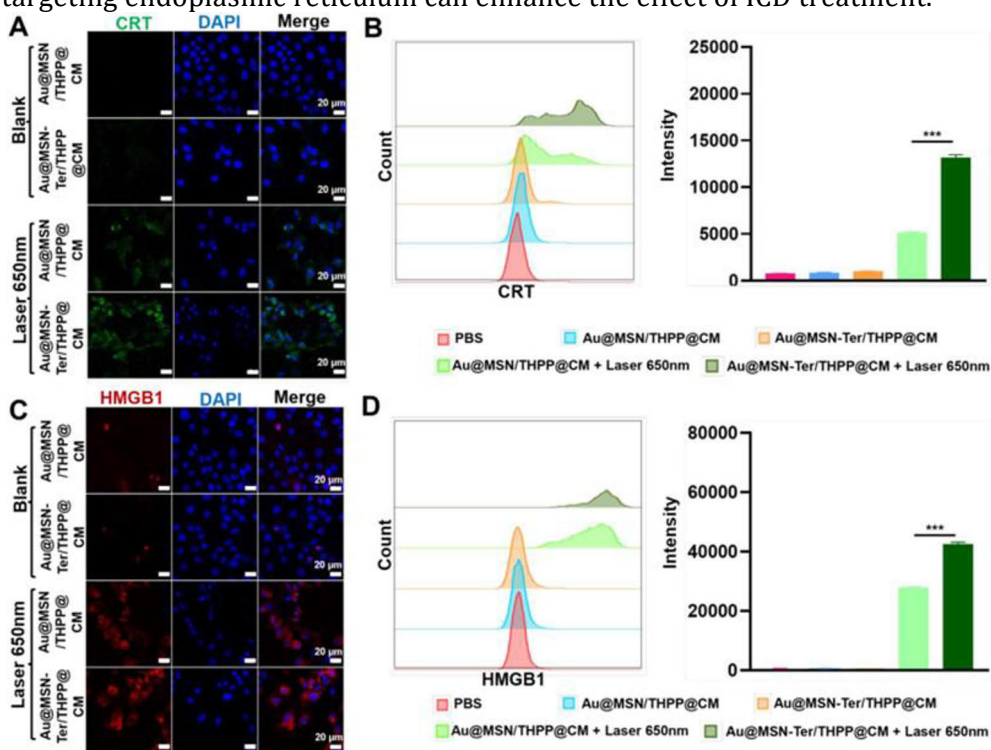 targeting endoplasmic reticulum can enhance the effect of ICD treatment.
A
CRT
DAPI
Merge
Blank
Au@MSN
/THPP@
CM
20 μm
Au@MSN-
Ter/THPP
@CM
20 μm
Laser 650nm
Au@MSN
/THPP@
CM
20 μm
Au@MSN-
Ter/THPP@
CM
20 μm
B
Count
CRT
Intensity
25000
20000
15000
10000
5000
0
***
PBS
Au@MSN/THPP@CM
Au@MSN-Ter/THPP@CM
Au@MSN/THPP@CM + Laser 650nm
Au@MSN-Ter/THPP@CM + Laser 650nm
C
HMGB1
DAPI
Merge
Blank
Au@MSN
/THPP@
CM
20 μm
Au@MSN-
Ter/THPP@
CM
20 μm
Laser 650nm
Au@MSN
/THPP@
CM
20 μm
Au@MSN-
Ter/THPP@
CM
20 μm
D
Count
HMGB1
Intensity
80000
60000
40000
20000
0
***
PBS
Au@MSN/THPP@CM
Au@MSN-Ter/THPP@CM
Au@MSN/THPP@CM + Laser 650nm
Au@MSN-Ter/THPP@CM + Laser 650nm